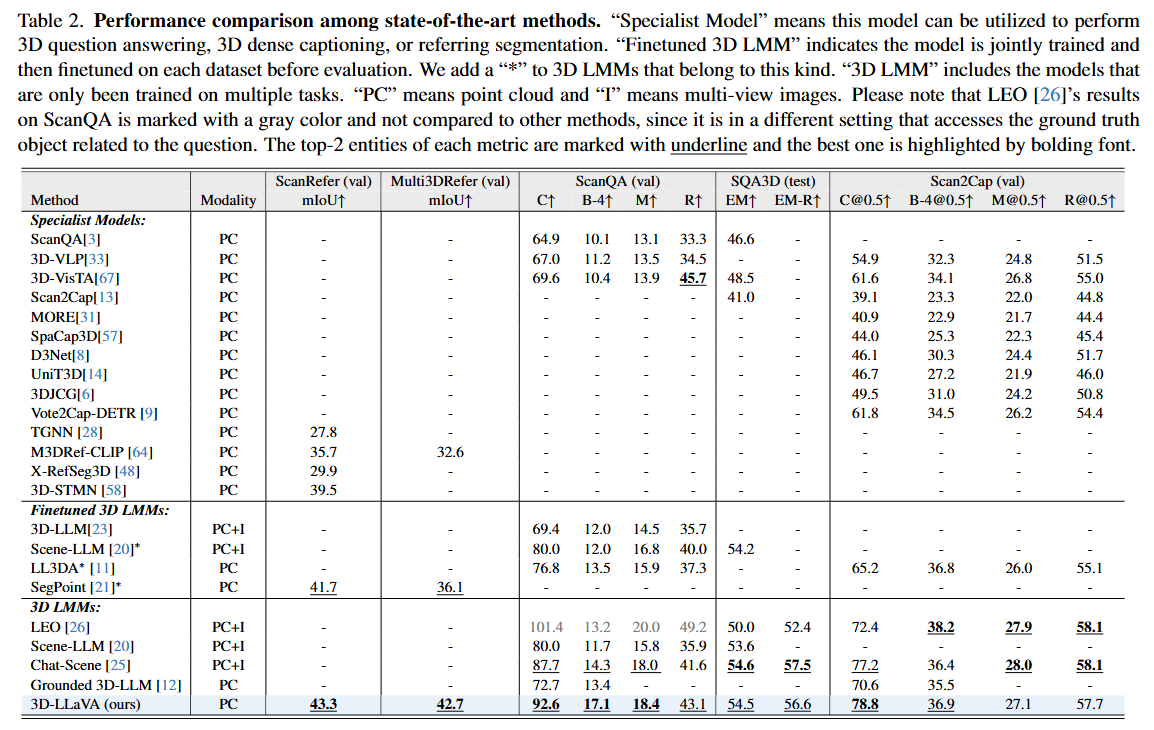 Table 2. Performance comparison among state-of-the-art methods. “Specialist Model” means this model can be utilized to perform
3D question answering, 3D dense captioning, or referring segmentation. “Finetuned 3D LMM” indicates the model is jointly trained and
then finetuned on each dataset before evaluation. We add a “*” to 3D LMMs that belong to this kind. “3D LMM” includes the models that
are only been trained on multiple tasks. “PC” means point cloud and “I” means multi-view images. Please note that LEO [26]’s results
on ScanQA is marked with a gray color and not compared to other methods, since it is in a different setting that accesses the ground truth
object related to the question. The top-2 entities of each metric are marked with underline and the best one is highlighted by bolding font.
ScanRefer (val) Multi3DRefer (val) ScanQA (val) SQA3D (test) Scan2Cap (val)
Method Modality mIoU↑ mIoU↑ C↑ B-4↑ M↑ R↑ EM↑ EM-R↑ C@0.5↑ B-4@0.5↑ M@0.5↑ R@0.5↑
Specialist Models:
ScanQA[3] PC - - 64.9 10.1 13.1 33.3 46.6 - - - - -
3D-VLP[33] PC - - 67.0 11.2 13.5 34.5 - - 54.9 32.3 24.8 51.5
3D-VisTA[67] PC - - 69.6 10.4 13.9 45.7 48.5 - 61.6 34.1 26.8 55.0
Scan2Cap[13] PC - - - - - - 41.0 - 39.1 23.3 22.0 44.8
MORE[31] PC - - - - - - - - 40.9 22.9 21.7 44.4
SpaCap3D[57] PC - - - - - - - - 44.0 25.3 22.3 45.4
D3Net[8] PC - - - - - - - - 46.1 30.3 24.4 51.7
UniT3D[14] PC - - - - - - - - 46.7 27.2 21.9 46.0
3DJCG[6] PC - - - - - - - - 49.5 31.0 24.2 50.8
Vote2Cap-DETR [9] PC - - - - - - - - 61.8 34.5 26.2 54.4
TGNN [28] PC 27.8 - - - - - - - - - - -
M3DRef-CLIP [64] PC 35.7 32.6 - - - - - - - - - -
X-RefSeg3D [48] PC 29.9 - - - - - - - - - - -
3D-STMN [58] PC 39.5 - - - - - - - - - - -
Finetuned 3D LMMs:
3D-LLM[23] PC+I - - 69.4 12.0 14.5 35.7 - - - - - -
Scene-LLM [20]* PC+I - - 80.0 12.0 16.8 40.0 54.2 - - - - -
LL3DA* [11] PC - - 76.8 13.5 15.9 37.3 - - 65.2 36.8 26.0 55.1
SegPoint [21]* PC 41.7 36.1 - - - - - - - - - -
3D LMMs:
LEO [26] PC+I - - 101.4 13.2 20.0 49.2 50.0 52.4 72.4 38.2 27.9 58.1
Scene-LLM [20] PC+I - - 80.0 11.7 15.8 35.9 53.6 - - - - -
Chat-Scene [25] PC+I - - 87.7 14.3 18.0 41.6 54.6 57.5 77.2 36.4 28.0 58.1
Grounded 3D-LLM [12] PC - - 72.7 13.4 - - - - 70.6 35.5 - -
3D-LLaVA (ours) PC 43.3 42.7 92.6 17.1 18.4 43.1 54.5 56.6 78.8 36.9 27.1 57.7